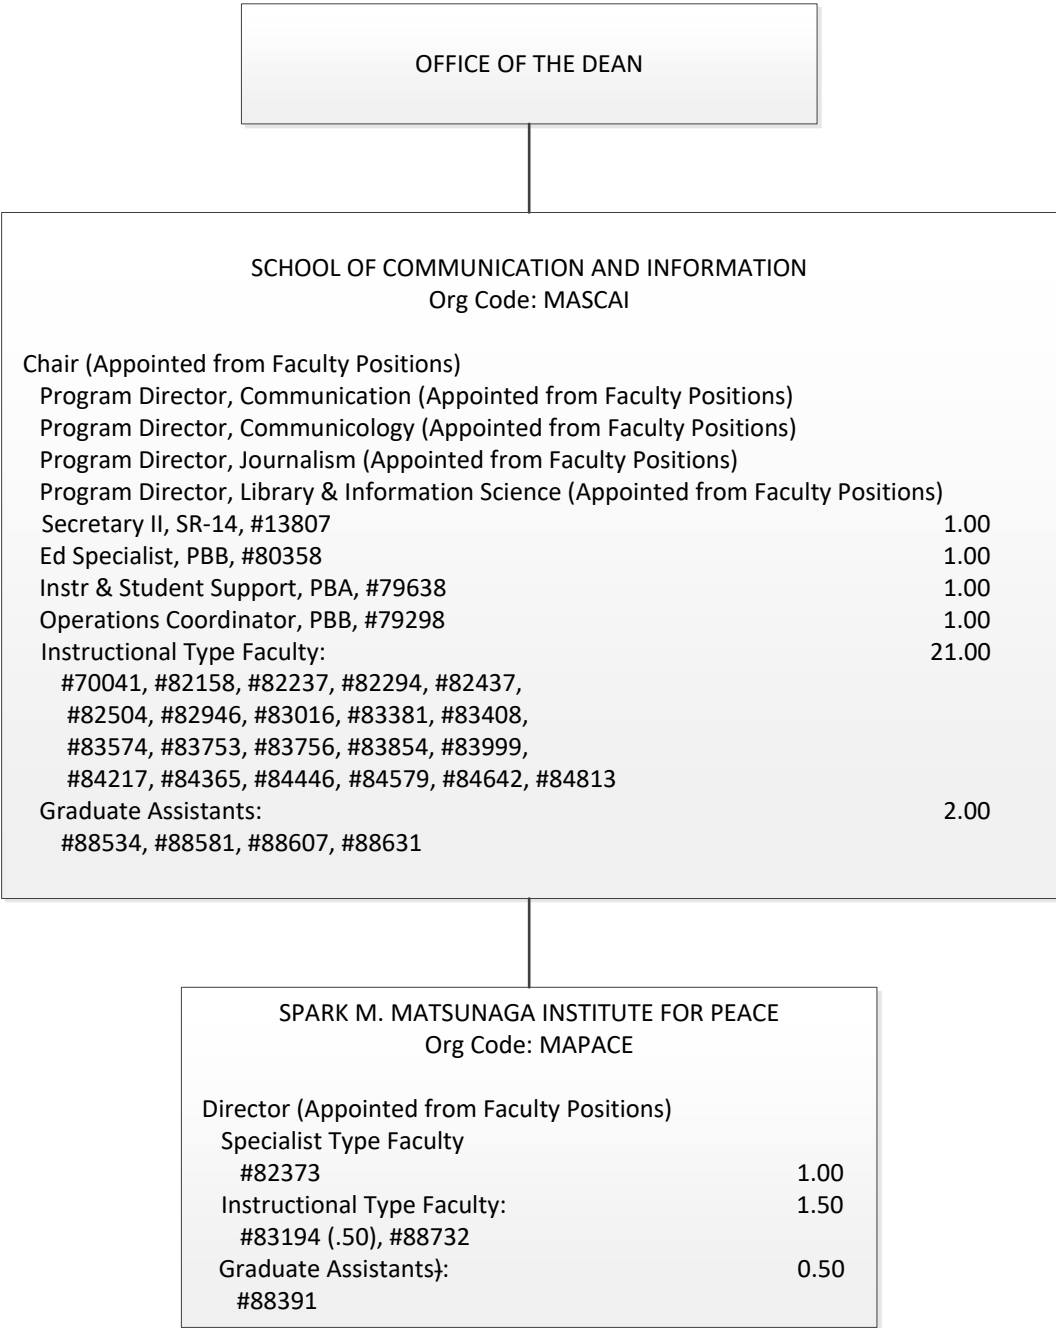 OFFICE OF THE DEAN
SCHOOL OF COMMUNICATION AND INFORMATION
Org Code: MASCAI
Chair (Appointed from Faculty Positions)
Program Director, Communication (Appointed from Faculty Positions)
Program Director, Communicology (Appointed from Faculty Positions)
Program Director, Journalism (Appointed from Faculty Positions)
Program Director, Library & Information Science (Appointed from Faculty Positions)
Secretary II, SR-14, #13807 1.00
Ed Specialist, PBB, #80358 1.00
Instr & Student Support, PBA, #79638 1.00
Operations Coordinator, PBB, #79298 1.00
Instructional Type Faculty: 21.00
#70041, #82158, #82237, #82294, #82437,
#82504, #82946, #83016, #83381, #83408,
#83574, #83753, #83756, #83854, #83999,
#84217, #84365, #84446, #84579, #84642, #84813
Graduate Assistants: 2.00
#88534, #88581, #88607, #88631
SPARK M. MATSUNAGA INSTITUTE FOR PEACE
Org Code: MAPACE
Director (Appointed from Faculty Positions)
Specialist Type Faculty
#82373 1.00
Instructional Type Faculty: 1.50
#83194 (.50), #88732
Graduate Assistants): 0.50
#88391